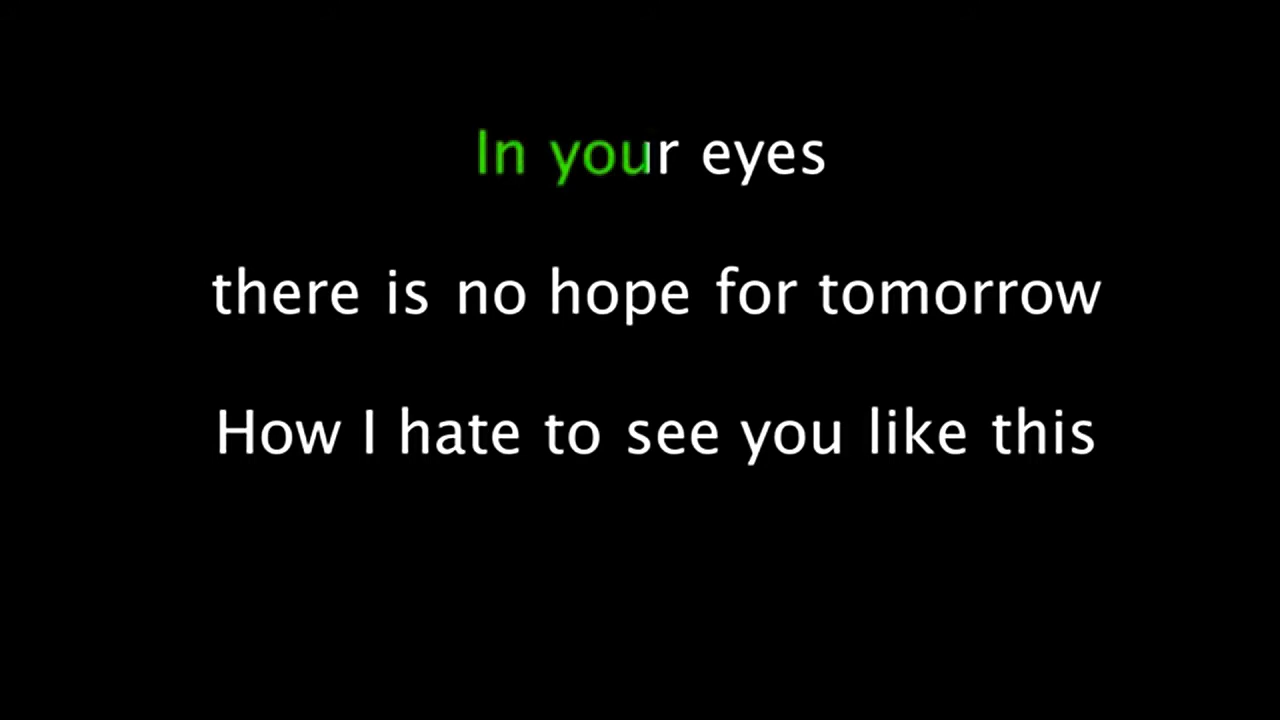 In your eyes
there is no hope for tomorrow
How I hate to see you like this